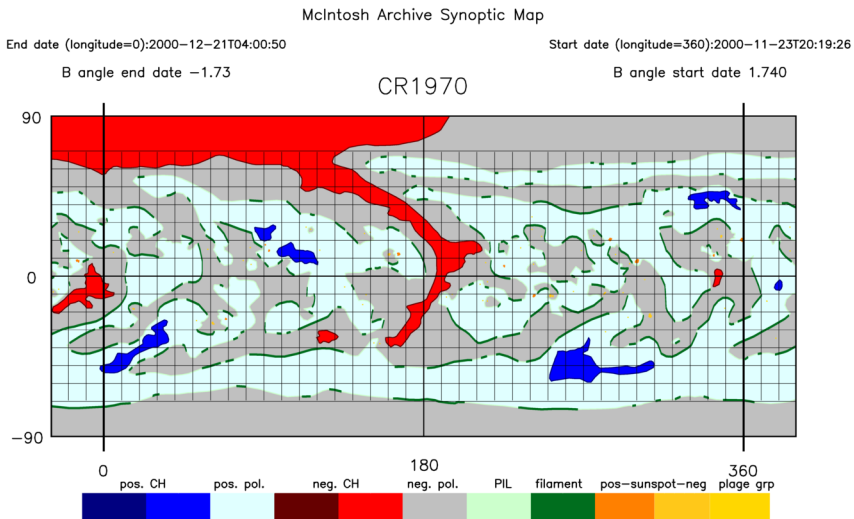 McIntosh Archive Synoptic Map
End date (longitude=0):2000-12-21T04:00:50
Start date (longitude=360):2000-11-23T20:19:26
B angle end date -1.73
B angle start date 1.740
CR1970
90
0
-90
0
180
360
pos. CH
pos. pol.
neg. CH
neg. pol.
PIL
filament
pos-sunspot-neg
plage grp